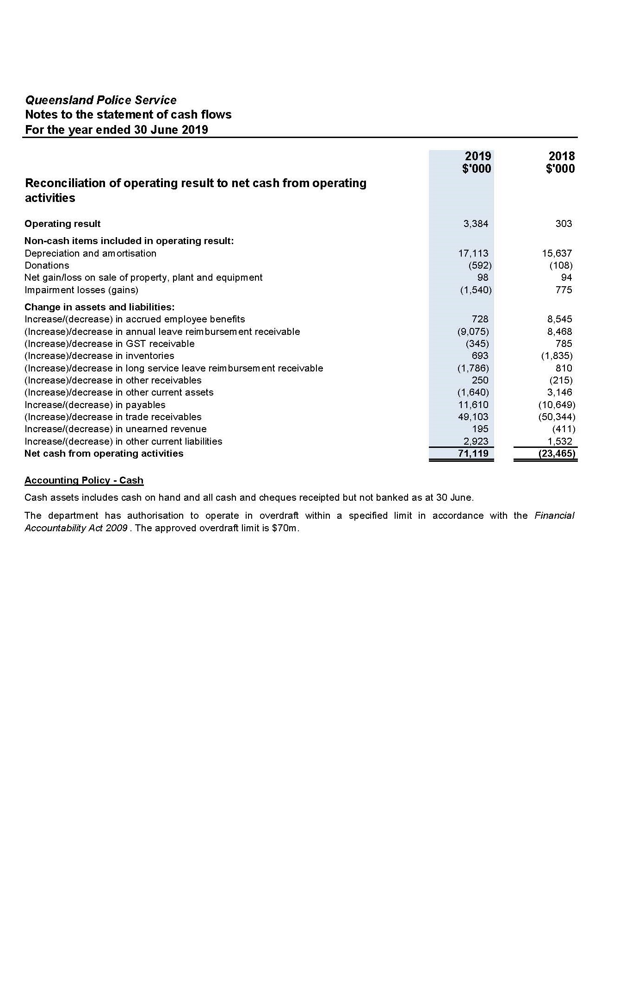 Queensland Police Service
Notes to the statement of cash flows
For the year ended 30 June 2019
2019 2018
$'000 $'000
Reconciliation of operating result to net cash from operating
activities
Operating result 3,384 303
Non-cash items included in operating result:
Depreciation and amortisation 17,113 15,637
Donations (592) (108)
Net gain/loss on sale of property, plant and equipment 98 94
Impairment losses (gains) (1,540) 775
Change in assets and liabilities:
Increase/(decrease) in accrued employee benefits 728 8,545
(Increase)/decrease in annual leave reimbursement receivable (9,075) 8,468
(Increase)/decrease in GST receivable (345) 785
(Increase)/decrease in inventories 693 (1,835)
(Increase)/decrease in long service leave reimbursement receivable (1,786) 810
(Increase)/decrease in other receivables 250 (215)
(Increase)/decrease in other current assets (1,640) 3,146
Increase/(decrease) in payables 11,610 (10,649)
(Increase)/decrease in trade receivables 49,103 (50,344)
Increase/(decrease) in unearned revenue 195 (411)
Increase/(decrease) in other current liabilities 2,923 1,532
Net cash from operating activities 71,119 (23,465)
Accounting Policy - Cash
Cash assets includes cash on hand and all cash and cheques receipted but not banked as at 30 June.
The department has authorisation to operate in overdraft within a specified limit in accordance with the Financial
Accountability Act 2009 . The approved overdraft limit is $70m.